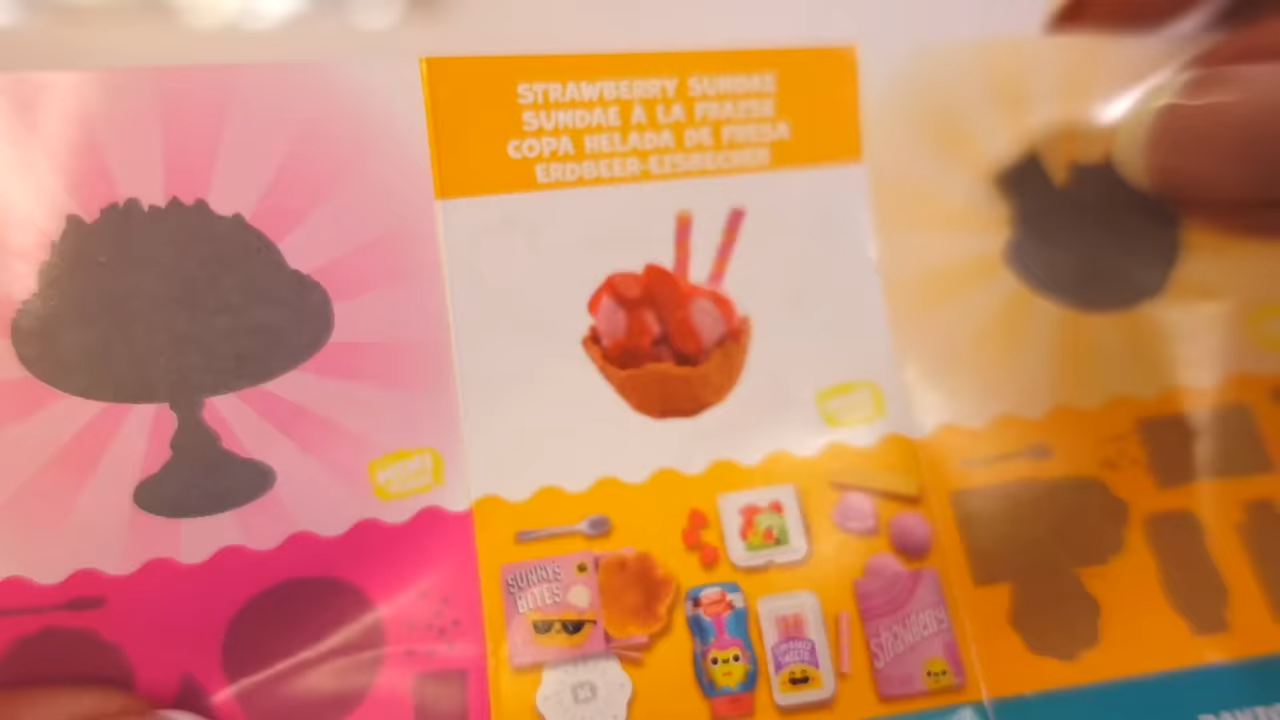 STRAWBERRY SUNDAE
SUNDAE À LA FRAISE
COPA HELADA DE FRESA
ERDBEER-EISBECHER
SUNNY'S
BITES
Strawberry